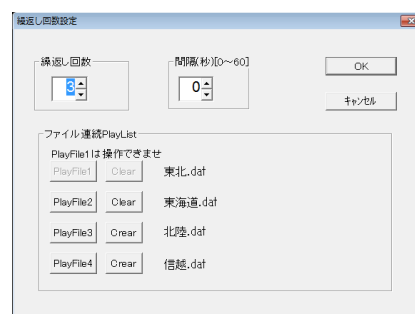 繰返し回数設定
繰返し回数
3
間隔(秒)[0～60]
0
OK
キャンセル
ファイル連続PlayList
PlayFile1は操作できませ
PlayFile1 Clear 東北.dat
PlayFile2 Clear 東海道.dat
PlayFile3 Crear 北陸.dat
PlayFile4 Crear 信越.dat